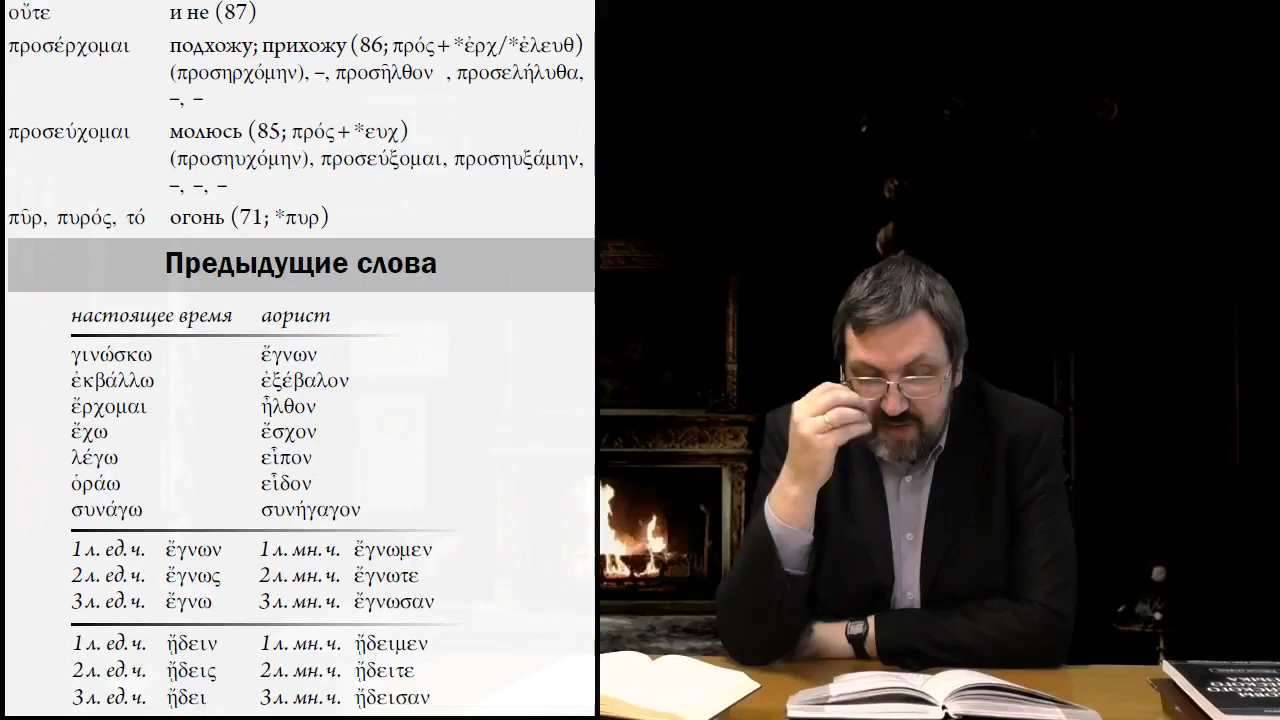 οὔτε и не (87)
προσέρχομαι подхожу; прихожу (86; πρός + *ἐρχ/*ἐλευθ)
(προσηρχόμην), –, προσῆλθον , προσελήλυθα,
–, –
προσεύχομαι молюсь (85; πρός + *ευχ)
(προσηυχόμην), προσεύξομαι, προσηυξάμην,
–, –, –
πῦρ, πυρός, τό огонь (71; *πυρ)
Предыдущие слова
настоящее время аорист
γινώσκω ἔγνων
ἐκβάλλω ἐξέβαλον
ἔρχομαι ἦλθον
ἔχω ἔσχον
λέγω εἶπον
ὁράω εἶδον
συνάγω συνήγαγον
1 л. ед. ч. ἔγνων 1 л. мн. ч. ἔγνωμεν
2 л. ед. ч. ἔγνως 2 л. мн. ч. ἔγνωτε
3 л. ед. ч. ἔγνω 3 л. мн. ч. ἔγνωσαν
1 л. ед. ч. ᾔδειν 1 л. мн. ч. ᾔδειμεν
2 л. ед. ч. ᾔδεις 2 л. мн. ч. ᾔδειτε
3 л. ед. ч. ᾔδει 3 л. мн. ч. ᾔδεισαν